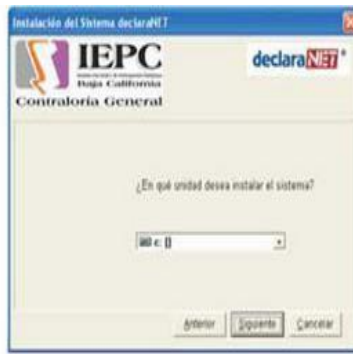 Instalación del Sistema declaraNET
IEPC
Baja California
Contraloría General
declaraNET
¿En qué unidad desea instalar el sistema?
c: []
Anterior
Siguiente
Cancelar